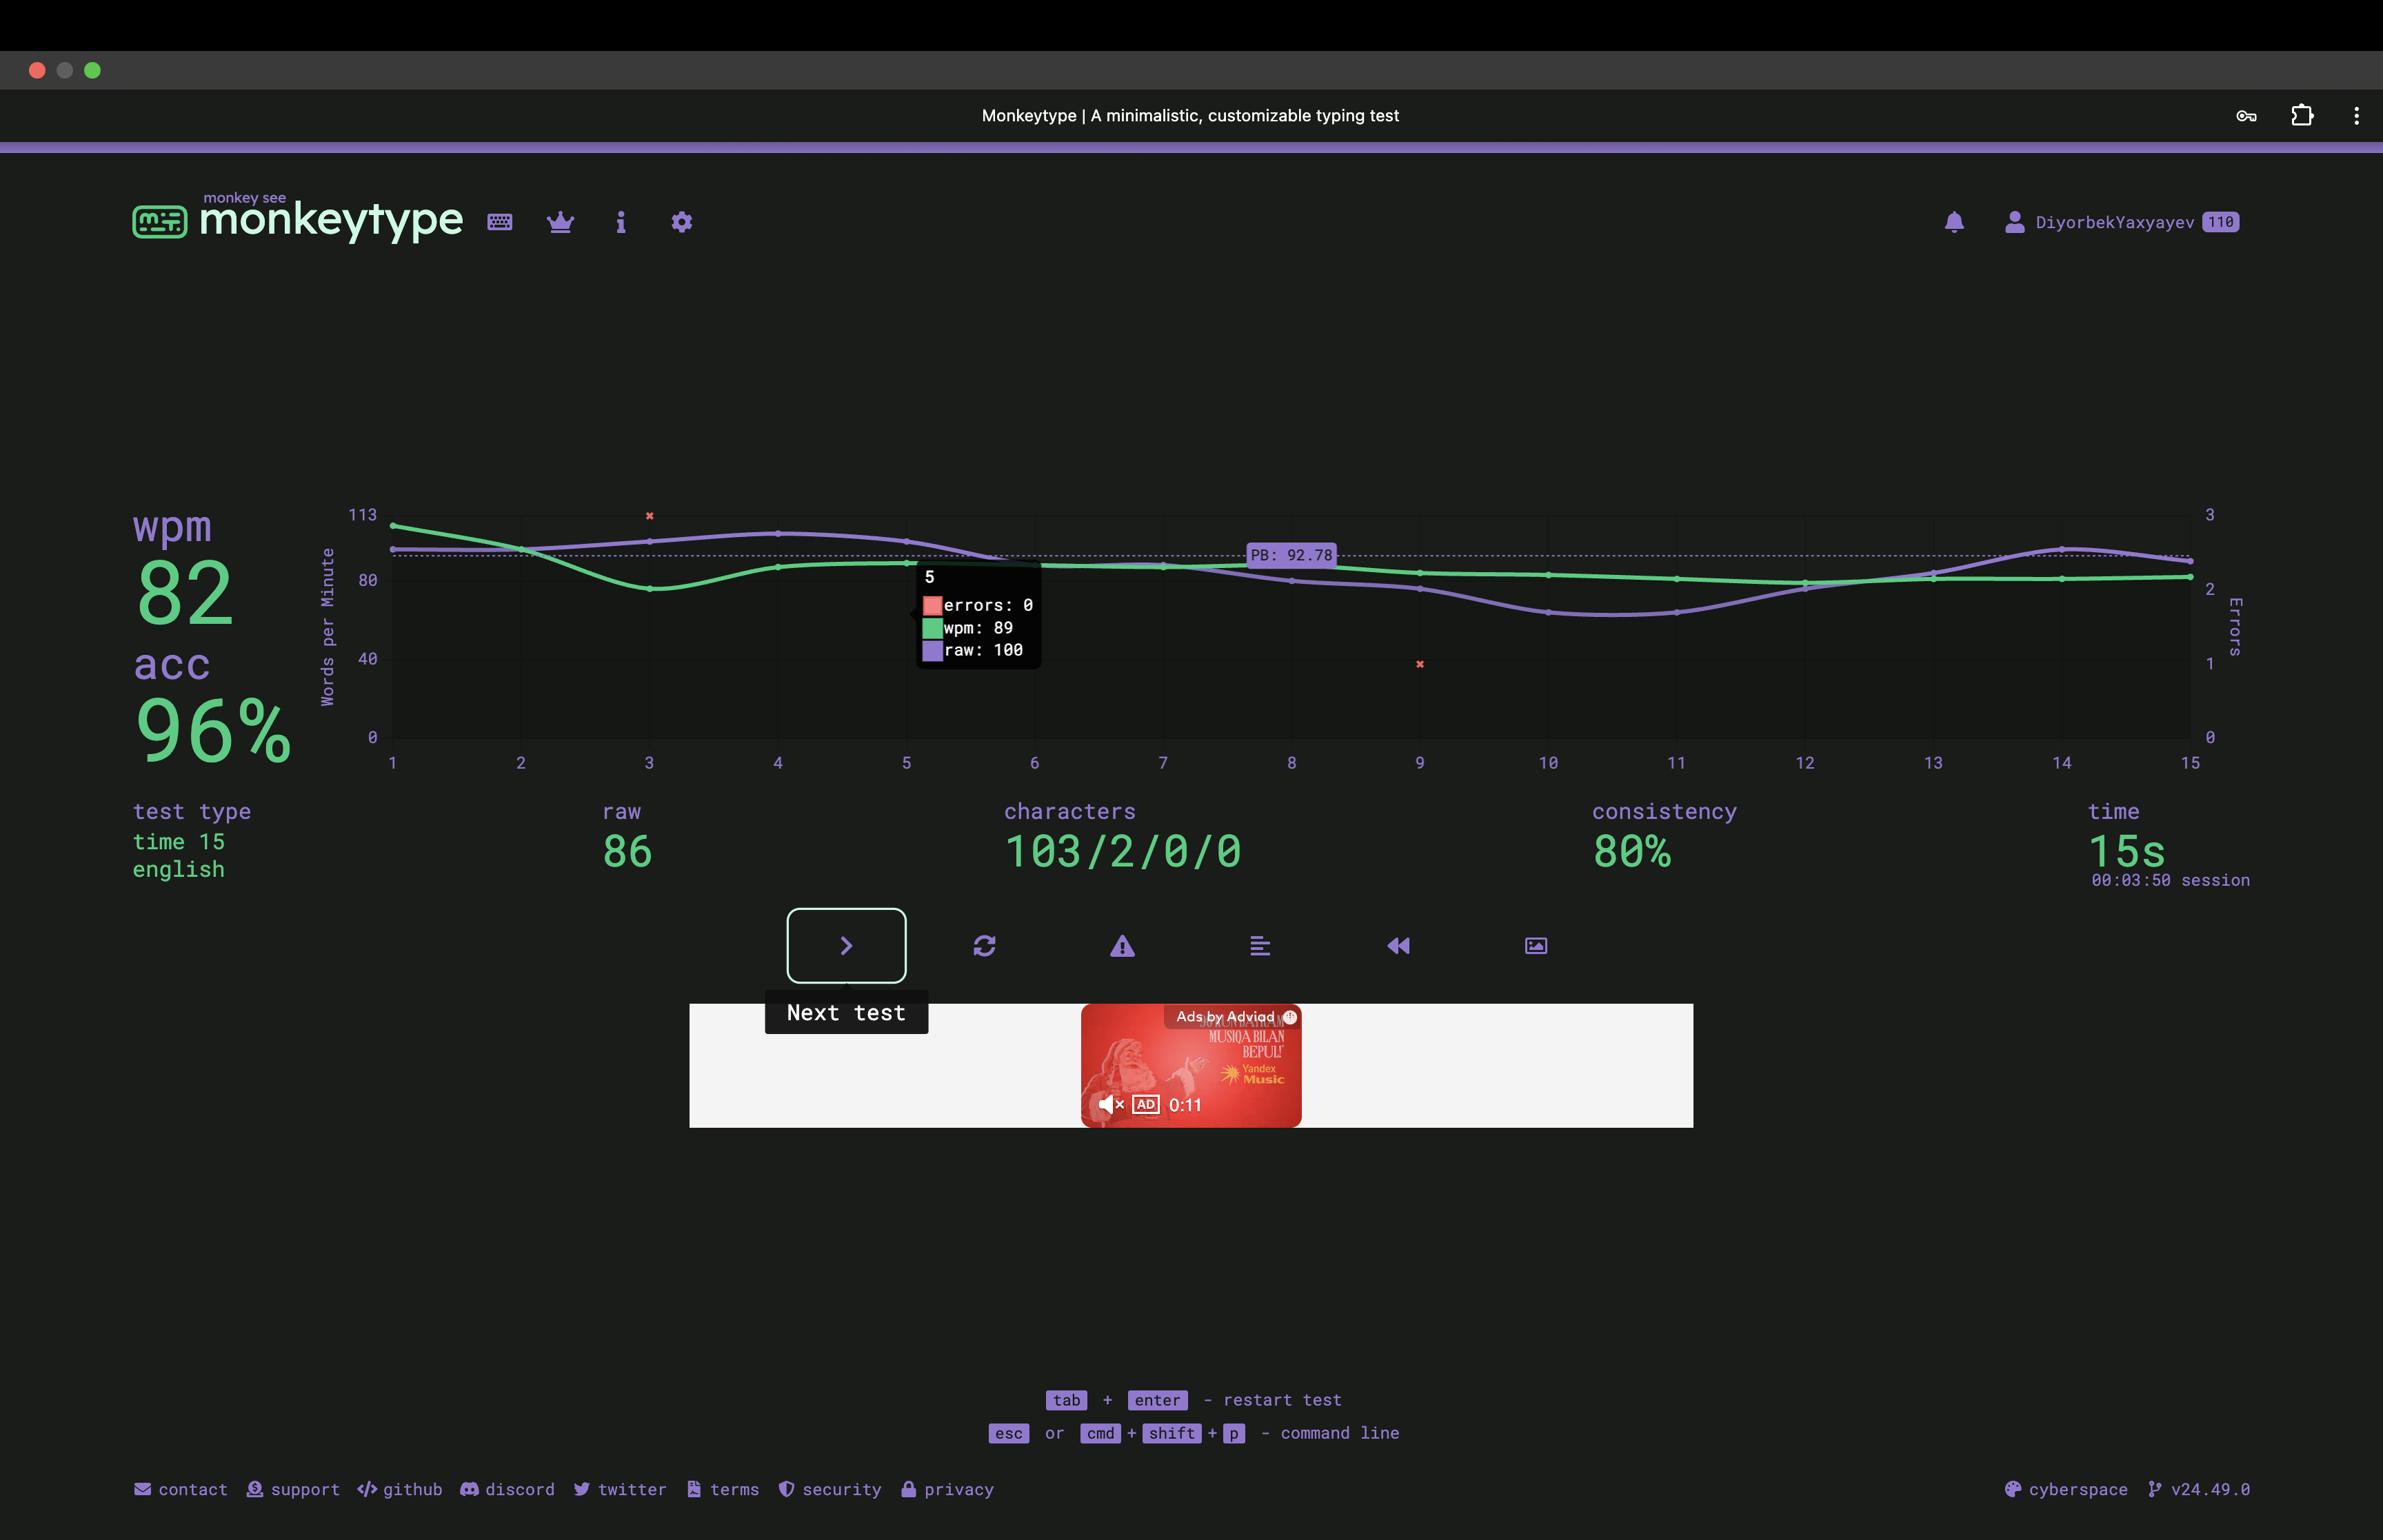 Monkeytype | A minimalistic, customizable typing test
monkey see
monkeytype
DiyorbekYaxyayev 110
wpm
82
acc
96%
Words per Minute
113
80
40
0
PB: 92.78
5
errors: 0
wpm: 89
raw: 100
3
2
1
0
Errors
1 2 3 4 5 6 7 8 9 10 11 12 13 14 15
test type
time 15
english
raw
86
characters
103/2/0/0
consistency
80%
time
15s
00:03:50 session
Next test
Ads by Adviad
MUSIQA BILAN
BEPUL!*
Yandex
Music
AD 0:11
tab + enter - restart test
esc or cmd + shift + p - command line
contact support github discord twitter terms security privacy
cyberspace v24.49.0